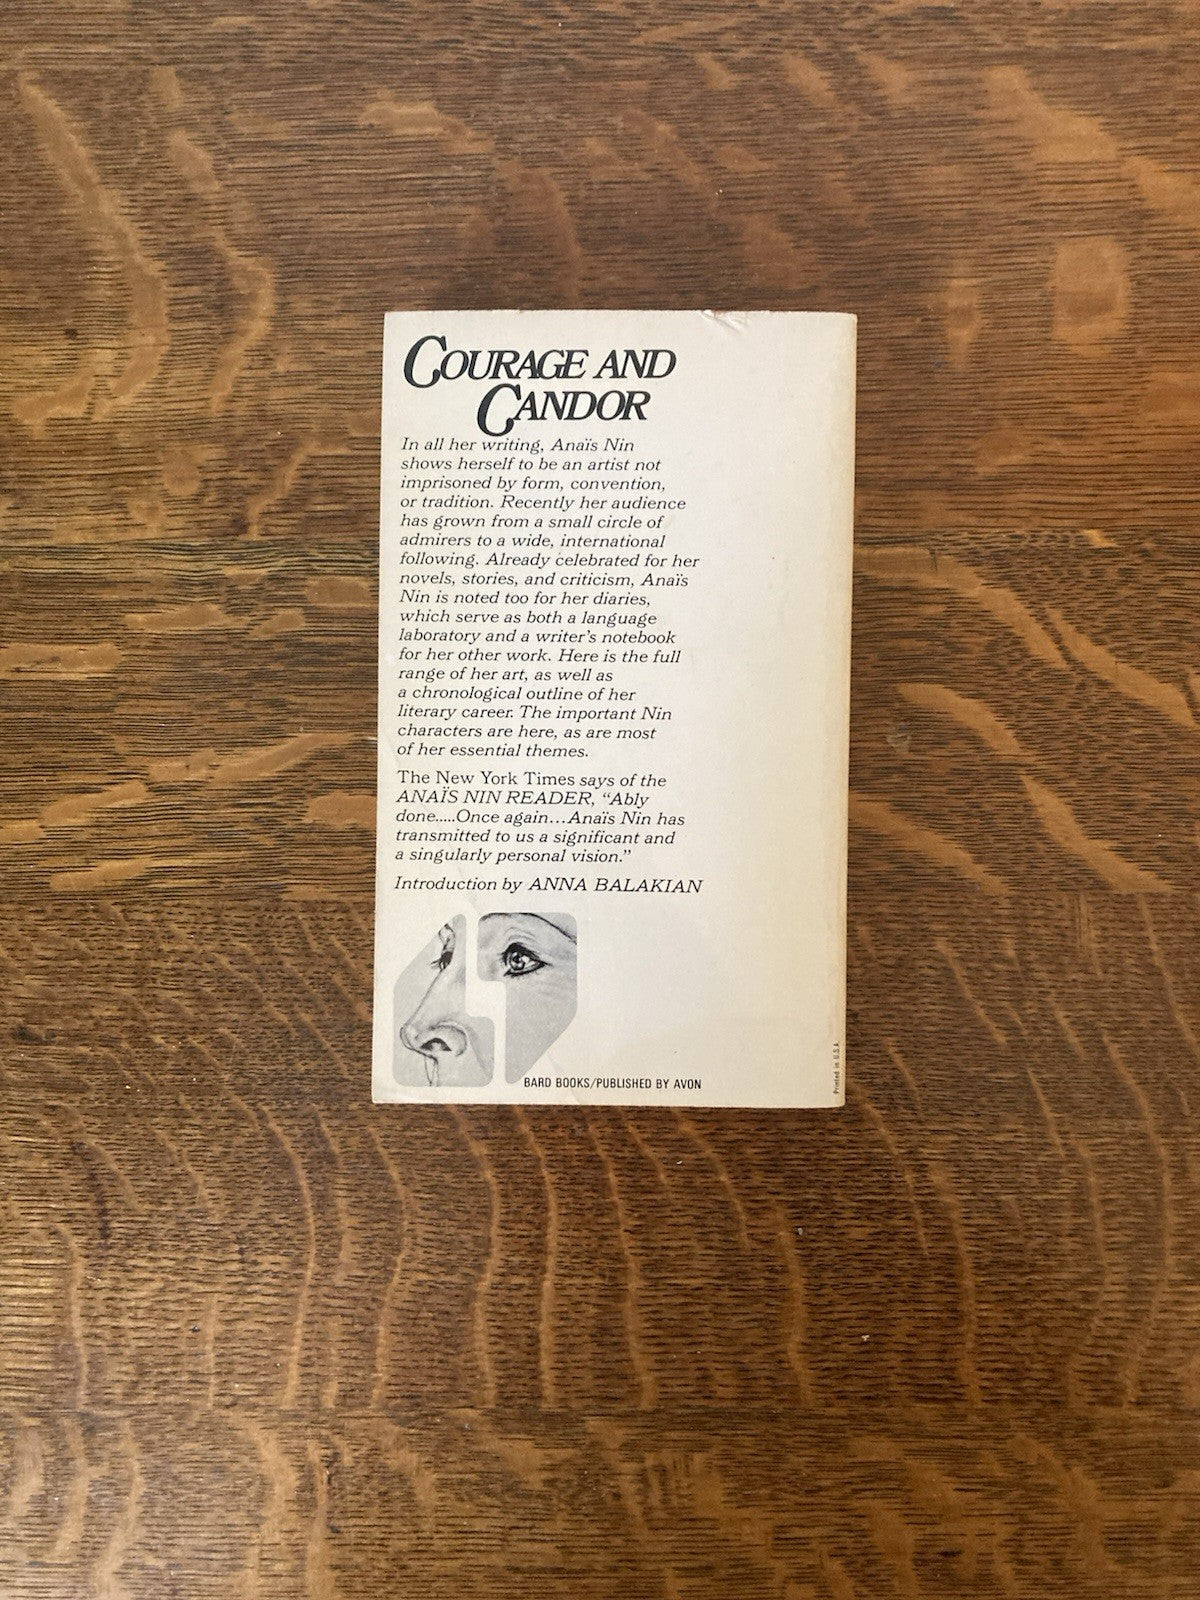 COURAGE AND
CANDOR
In all her writing, Anaïs Nin
shows herself to be an artist not
imprisoned by form, convention,
or tradition. Recently her audience
has grown from a small circle of
admirers to a wide, international
following. Already celebrated for her
novels, stories, and criticism, Anaïs
Nin is noted too for her diaries,
which serve as both a language
laboratory and a writer's notebook
for her other work. Here is the full
range of her art, as well as
a chronological outline of her
literary career. The important Nin
characters are here, as are most
of her essential themes.
The New York Times says of the
ANAÏS NIN READER, “Ably
done.....Once again...Anaïs Nin has
transmitted to us a significant and
a singularly personal vision.”
Introduction by ANNA BALAKIAN
BARD BOOKS/PUBLISHED BY AVON
Printed in U.S.A.